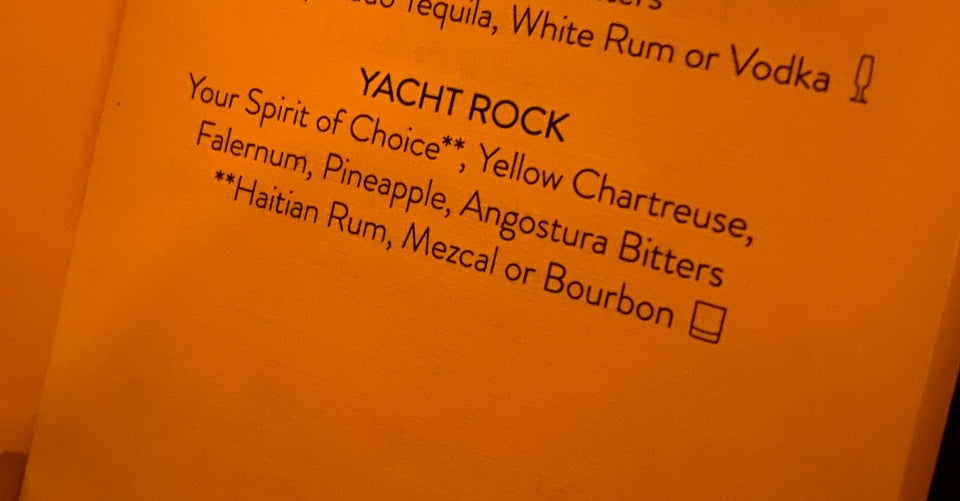 Tequila, White Rum or Vodka
YACHT ROCK
Your Spirit of Choice**, Yellow Chartreuse,
Falernum, Pineapple, Angostura Bitters
**Haitian Rum, Mezcal or Bourbon